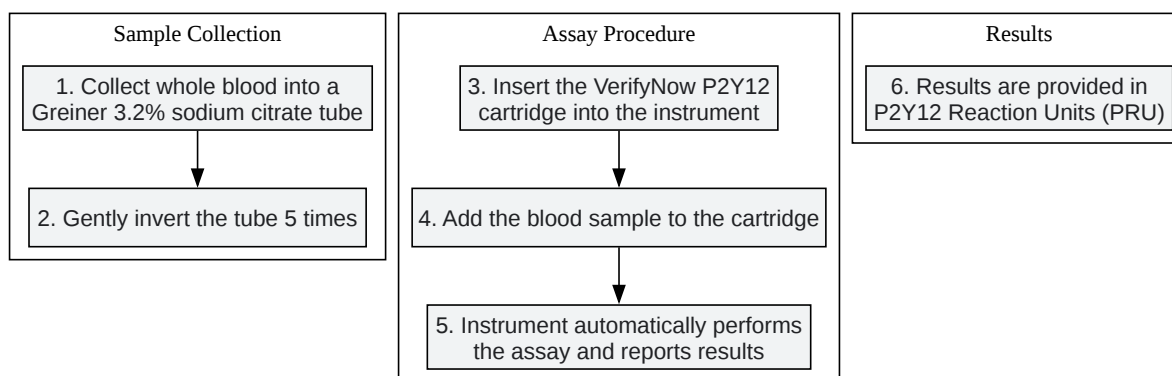 Sample Collection
1. Collect whole blood into a
Greiner 3.2% sodium citrate tube
2. Gently invert the tube 5 times
Assay Procedure
3. Insert the VerifyNow P2Y12
cartridge into the instrument
4. Add the blood sample to the cartridge
5. Instrument automatically performs
the assay and reports results
Results
6. Results are provided in
P2Y12 Reaction Units (PRU)